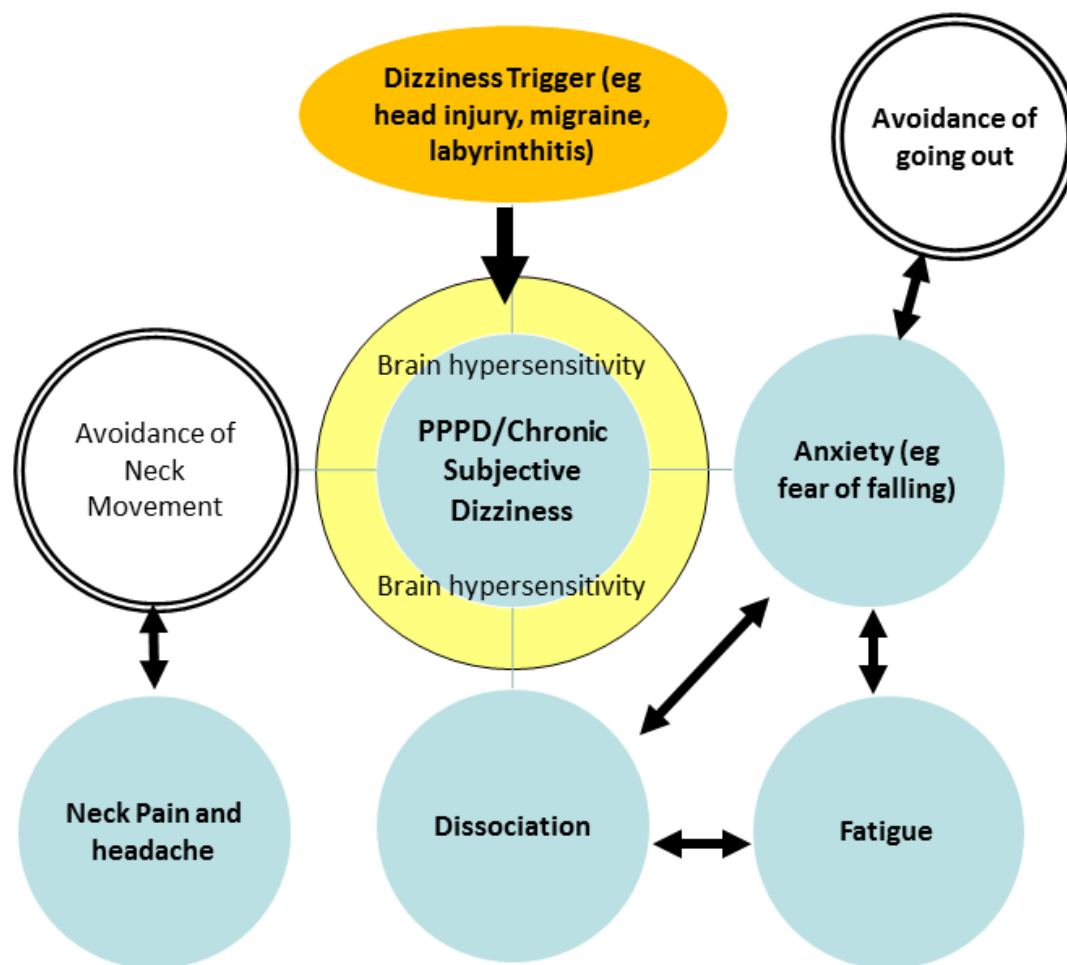 Dizziness Trigger (eg
head injury, migraine,
labyrinthitis)
Avoidance of
going out
Brain hypersensitivity
Avoidance of
Neck
Movement
PPPD/Chronic
Subjective
Dizziness
Anxiety (eg
fear of falling)
Brain hypersensitivity
Neck Pain and
headache
Dissociation
Fatigue